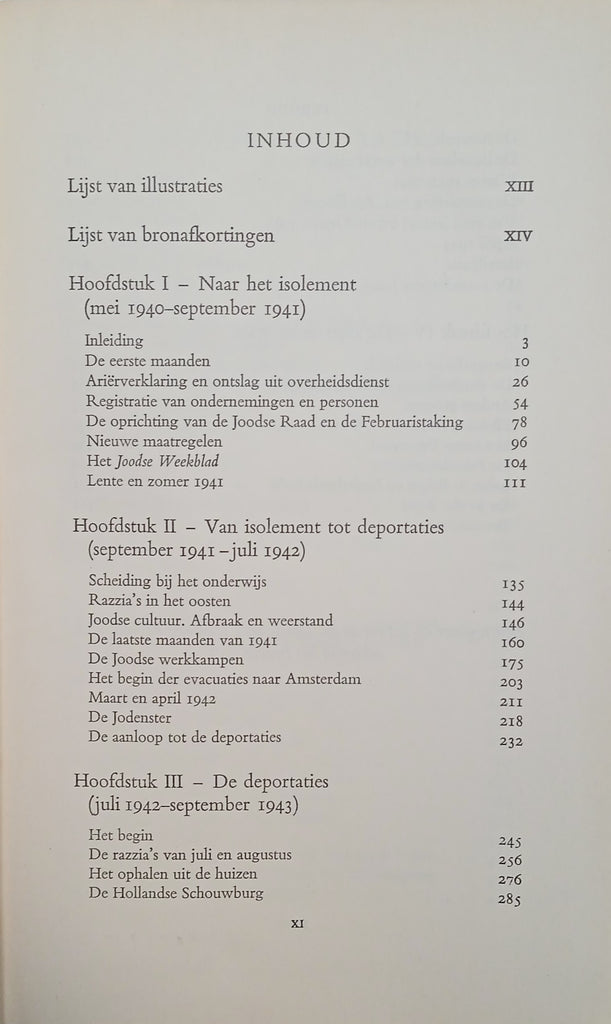 INHOUD
Lijst van illustraties XIII
Lijst van bronafkortingen XIV
Hoofdstuk I – Naar het isolement
(mei 1940–september 1941)
Inleiding 3
De eerste maanden 10
Ariërverklaring en ontslag uit overheidsdienst 26
Registratie van ondernemingen en personen 54
De oprichting van de Joodse Raad en de Februaristaking 78
Nieuwe maatregelen 96
Het Joodse Weekblad 104
Lente en zomer 1941 111
Hoofdstuk II – Van isolement tot deportaties
(september 1941–juli 1942)
Scheiding bij het onderwijs 135
Razzia's in het oosten 144
Joodse cultuur. Afbraak en weerstand 146
De laatste maanden van 1941 160
De Joodse werkkampen 175
Het begin der evacuaties naar Amsterdam 203
Maart en april 1942 211
De Jodenster 218
De aanloop tot de deportaties 232
Hoofdstuk III – De deportaties
(juli 1942–september 1943)
Het begin 245
De razzia's van juli en augustus 256
Het ophalen uit de huizen 276
De Hollandse Schouwburg 285
XI